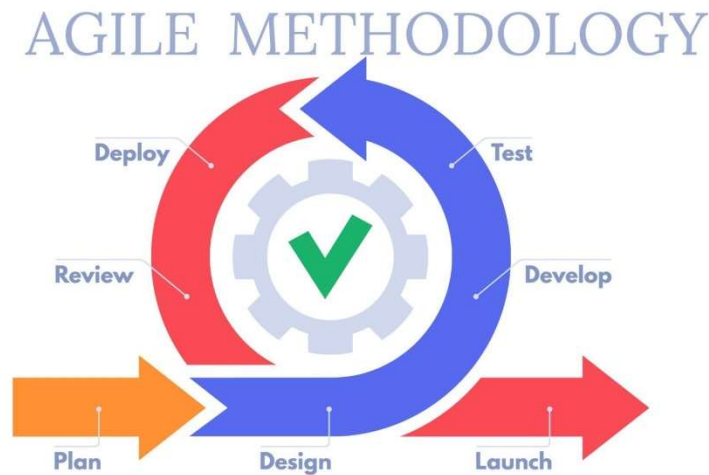 AGILE METHODOLOGY
Deploy
Test
Review
Develop
Plan
Design
Launch